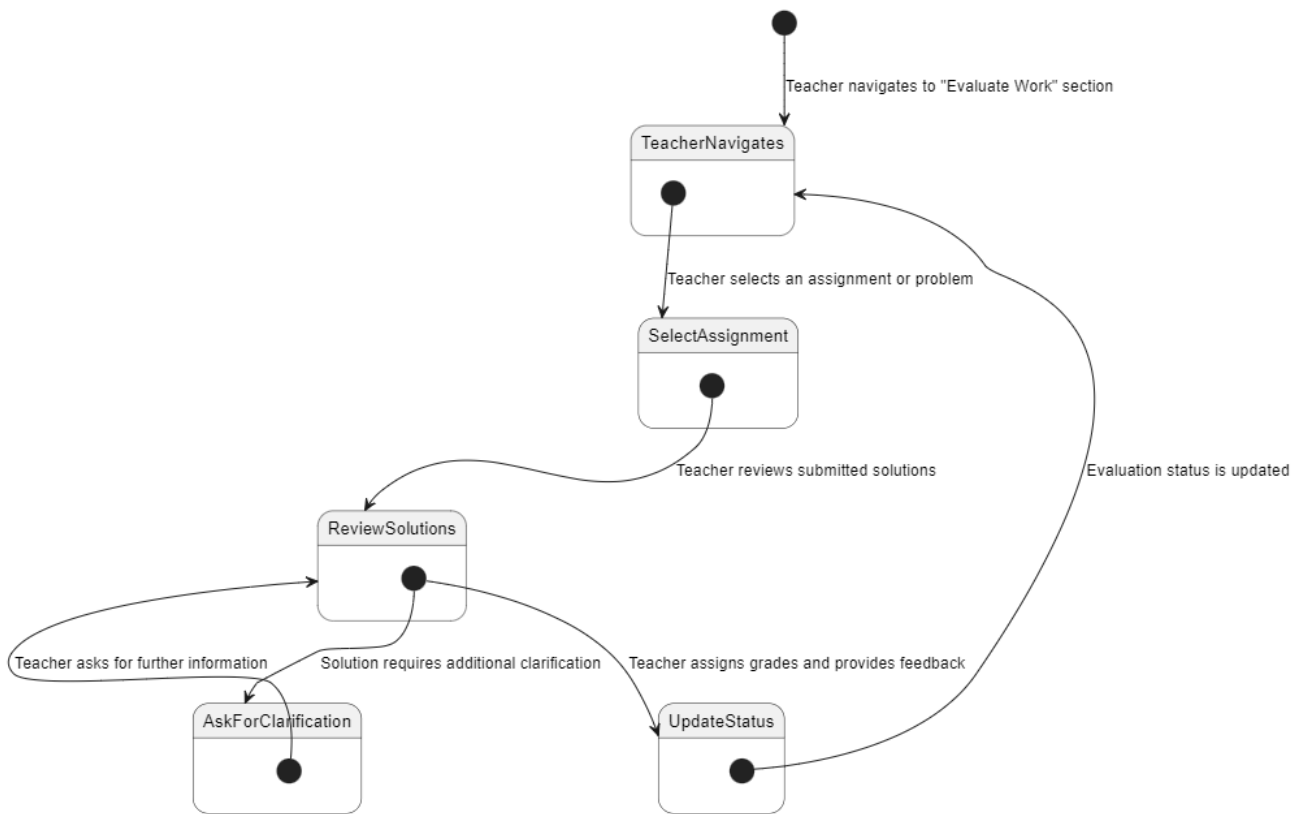 Teacher navigates to "Evaluate Work" section
TeacherNavigates
Teacher selects an assignment or problem
SelectAssignment
Teacher reviews submitted solutions
Evaluation status is updated
ReviewSolutions
Teacher asks for further information
Solution requires additional clarification
Teacher assigns grades and provides feedback
AskForClarification
UpdateStatus